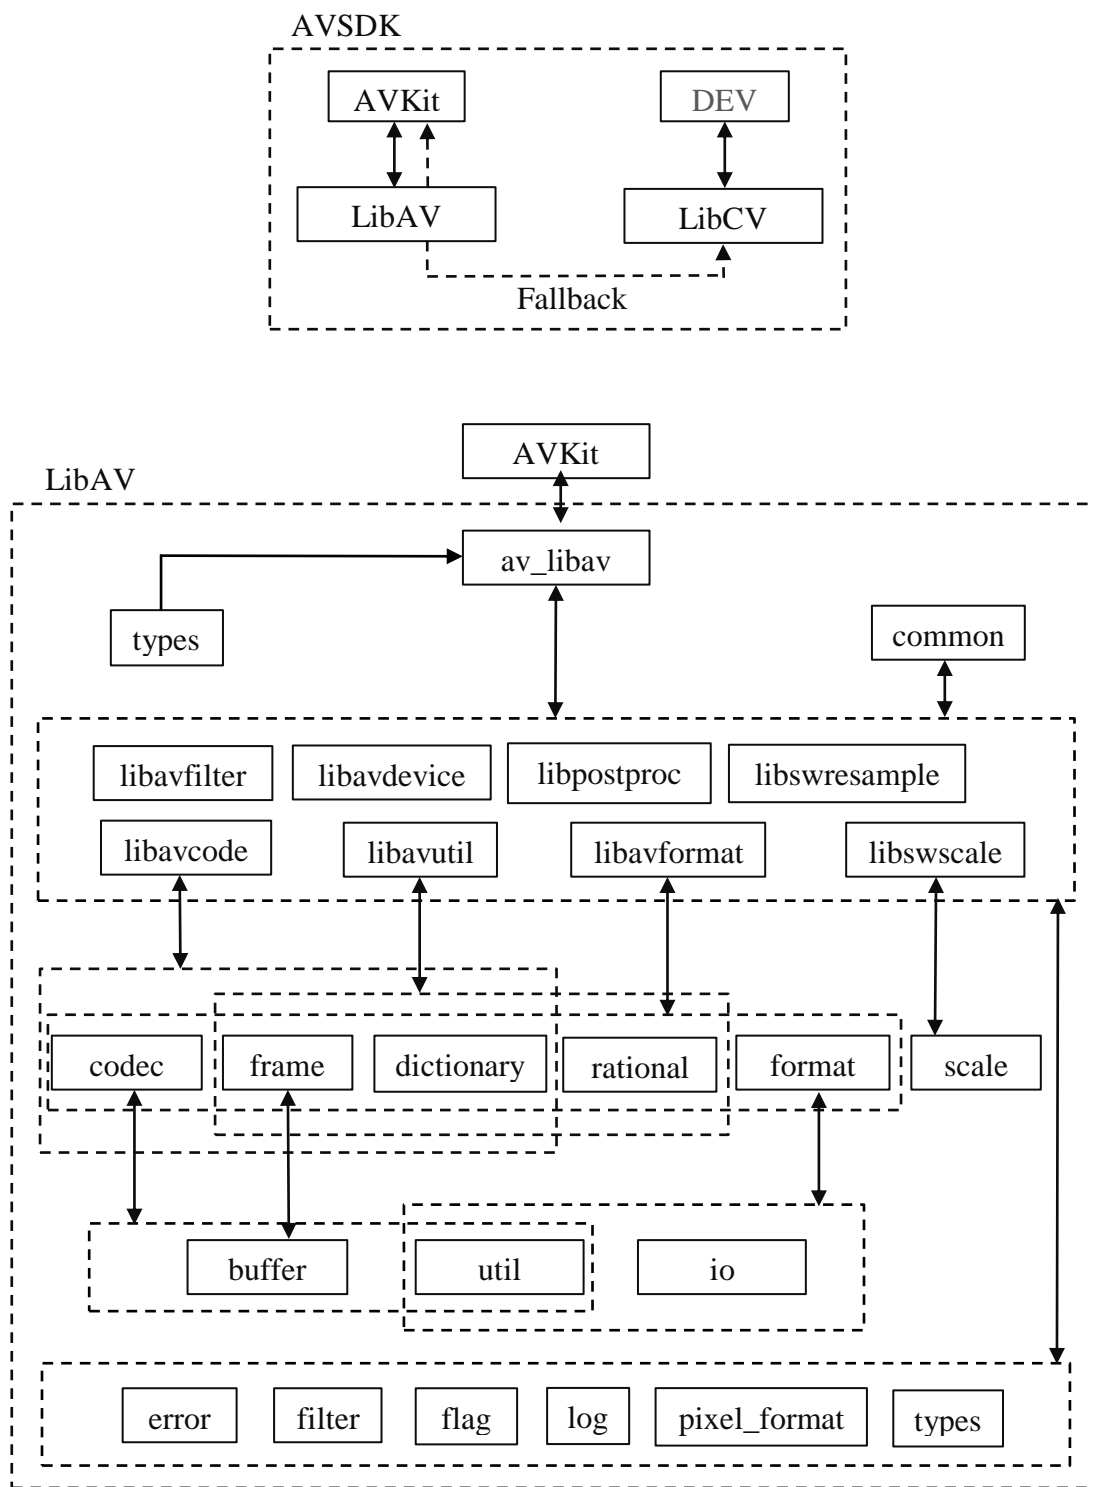 AVSDK
AVKit DEV
LibAV LibCV
Fallback
AVKit
LibAV
av_libav
types common
libavfilter libavdevice libpostproc libswresample
libavcode libavutil libavformat libswscale
codec frame dictionary rational format scale
buffer util io
error filter flag log pixel_format types